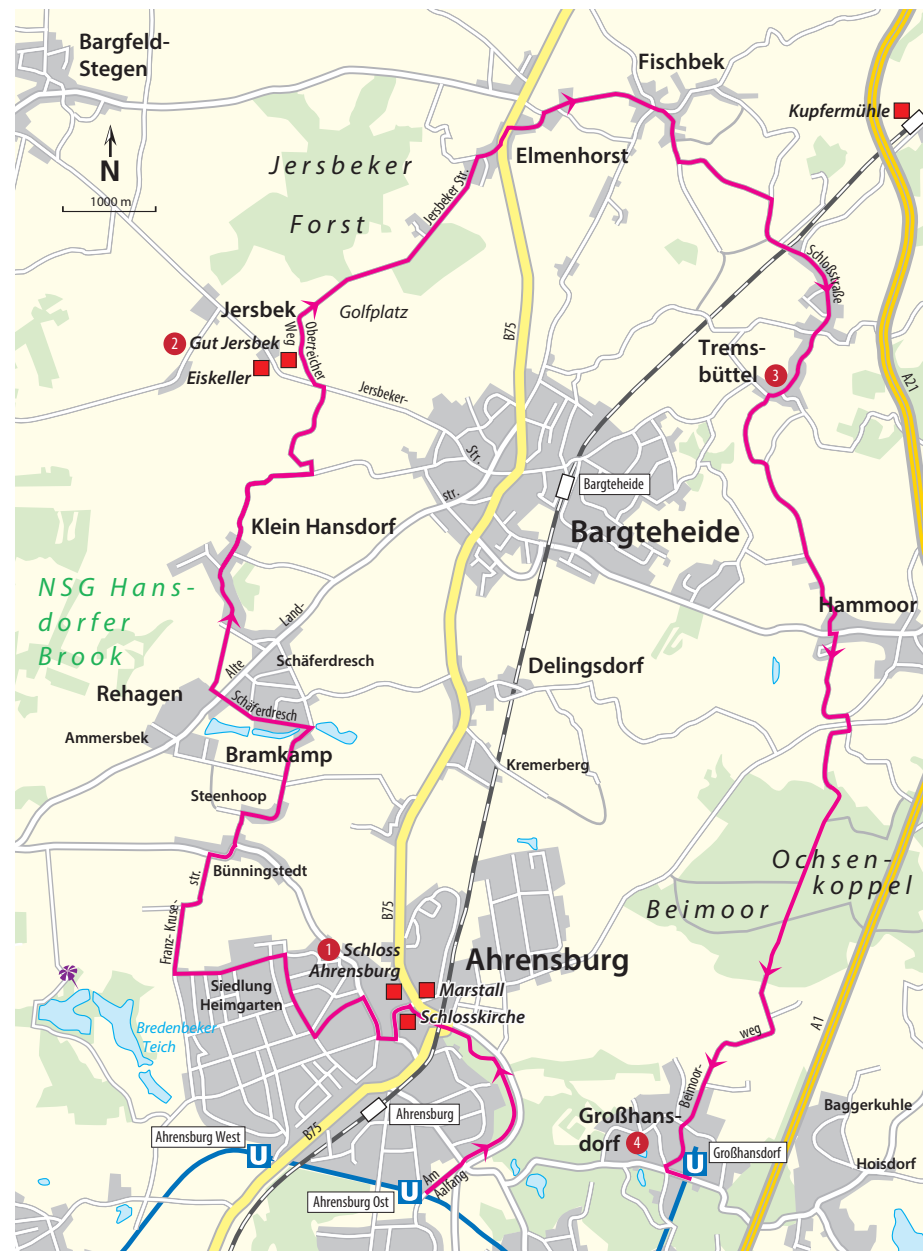 Bargfeld-
Stegen
Fischbek
Kupfermühle
N
1000 m
Jersbeker
Forst
Elmenhorst
Jersbeker Str.
B75
Schloßstraße
Jersbek
Golfplatz
2 Gut Jersbek
Eiskeller
Weg
Oberteicher
Jersbeker-
Str.
Trems-
büttel 3
A21
str.
Bargteheide
Bargteheide
Klein Hansdorf
NSG Hans-
dorfer
Brook
Land-
Alte
Schäferdresch
Schäferdresch
Rehagen
Ammersbek
Bramkamp
Hammoor
Delingsdorf
Kremerberg
Steenhoop
Bünningstedt
str.
Franz-Kruse-
Ochsen-
koppel
Beimoor
B75
1 Schloss
Ahrensburg
Ahrensburg
Marstall
Schlosskirche
Siedlung
Heimgarten
Bredenbeker
Teich
weg
Beimoor-
A1
Großhans-
dorf 4
Großhansdorf
U
Baggerkuhle
Hoisdorf
Ahrensburg
Ahrensburg West
U
B75
Ahrensburg Ost
U
Am
Aalfang